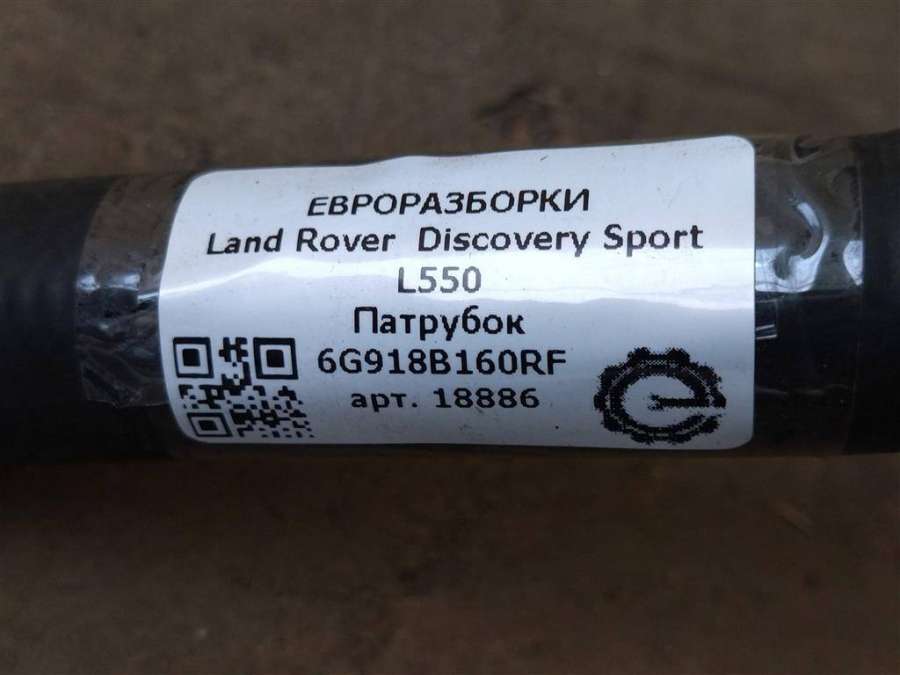 ЕВРОРАЗБОРКИ
Land Rover Discovery Sport
L550
Патрубок
6G918B160RF
арт. 18886